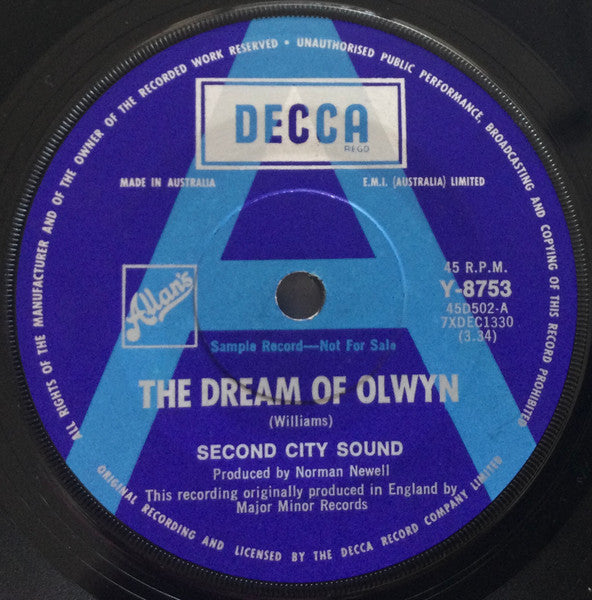 ALL RIGHTS OF THE MANUFACTURER AND OF THE OWNER OF THE RECORDED WORK RESERVED • UNAUTHORISED PUBLIC PERFORMANCE, BROADCASTING AND COPYING OF THIS RECORD PROHIBITED
DECCA
REGD
MADE IN AUSTRALIA
E.M.I. (AUSTRALIA) LIMITED
Allan's
45 R.P.M.
Y-8753
45D502-A
7XDEC1330
(3.34)
Sample Record—Not For Sale
THE DREAM OF OLWYN
(Williams)
SECOND CITY SOUND
Produced by Norman Newell
This recording originally produced in England by
Major Minor Records
ORIGINAL RECORDING AND LICENSED BY THE DECCA RECORD COMPANY LIMITED